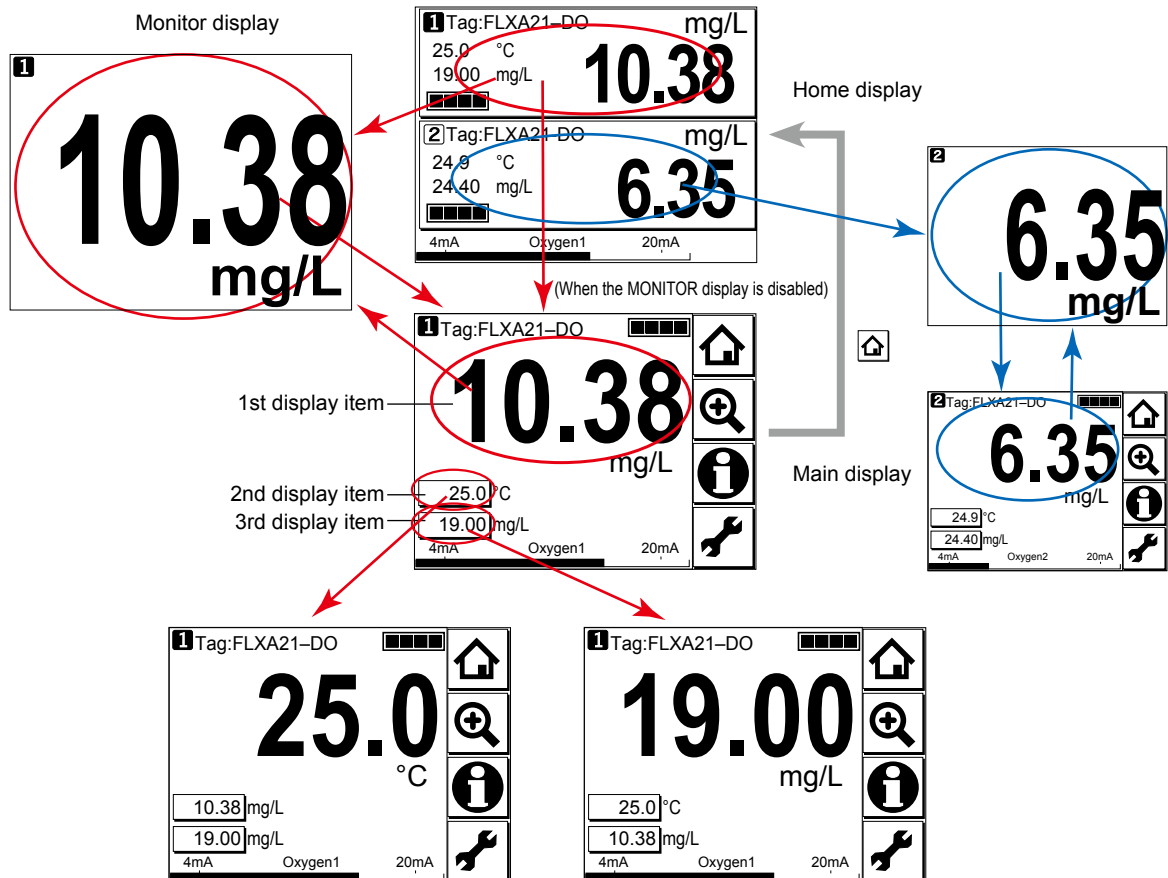 Monitor display
1
10.38
mg/L
1 Tag:FLXA21–DO mg/L
25.0 °C
19.00 mg/L
10.38
2 Tag:FLXA21-DO mg/L
24.9 °C
24.40 mg/L
6.35
4mA Oxygen1 20mA
Home display
2
6.35
mg/L
(When the MONITOR display is disabled)
1 Tag:FLXA21–DO
10.38
mg/L
1st display item
2nd display item
25.0 °C
3rd display item
19.00 mg/L
4mA Oxygen1 20mA
Main display
2 Tag:FLXA21–DO
6.35
mg/L
24.9 °C
24.40 mg/L
4mA Oxygen2 20mA
1 Tag:FLXA21–DO
25.0
°C
10.38 mg/L
19.00 mg/L
4mA Oxygen1 20mA
1 Tag:FLXA21–DO
19.00
mg/L
25.0 °C
10.38 mg/L
4mA Oxygen1 20mA